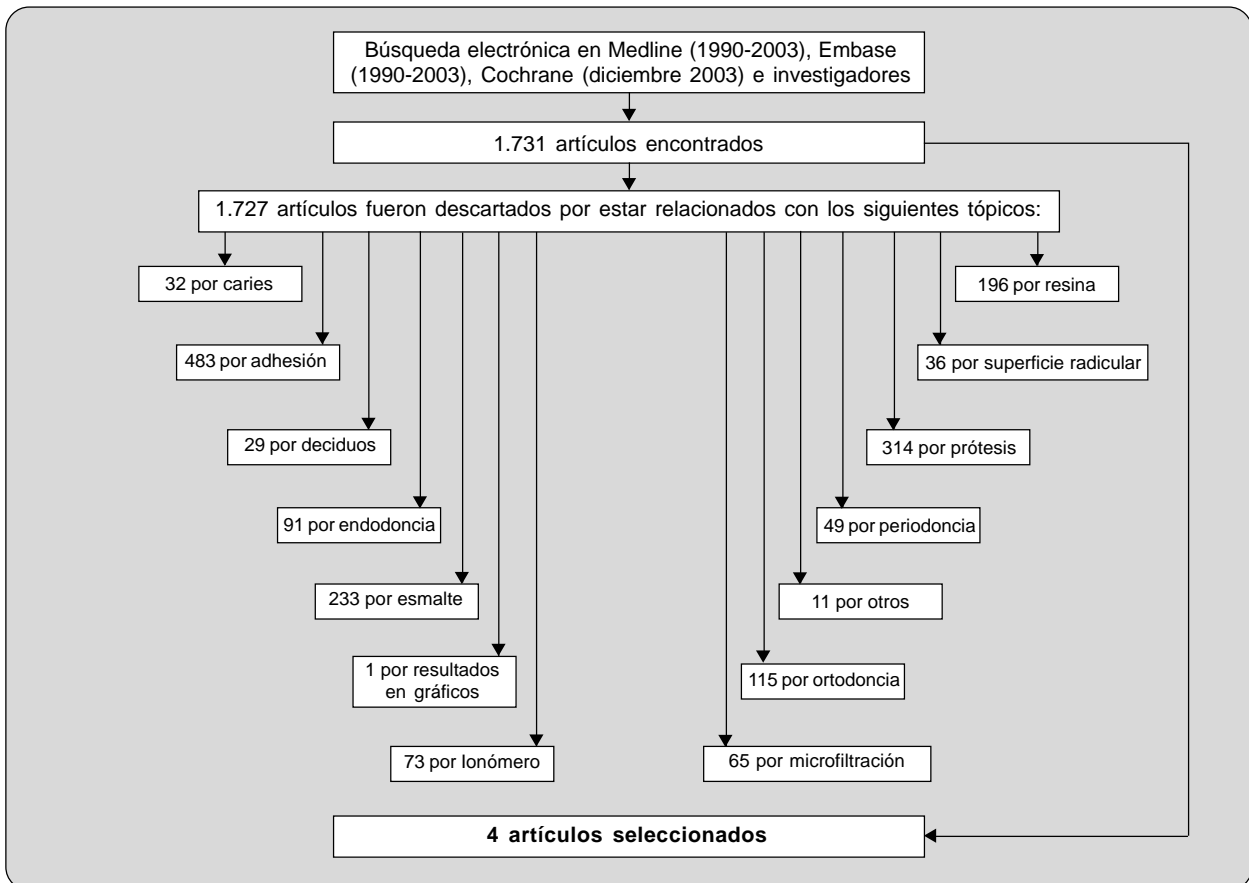 Búsqueda electrónica en Medline (1990-2003), Embase
(1990-2003), Cochrane (diciembre 2003) e investigadores
1.731 artículos encontrados
1.727 artículos fueron descartados por estar relacionados con los siguientes tópicos:
32 por caries
196 por resina
483 por adhesión
36 por superficie radicular
29 por deciduos
314 por prótesis
91 por endodoncia
49 por periodoncia
233 por esmalte
11 por otros
1 por resultados
en gráficos
115 por ortodoncia
73 por Ionómero
65 por microfiltración
4 artículos seleccionados